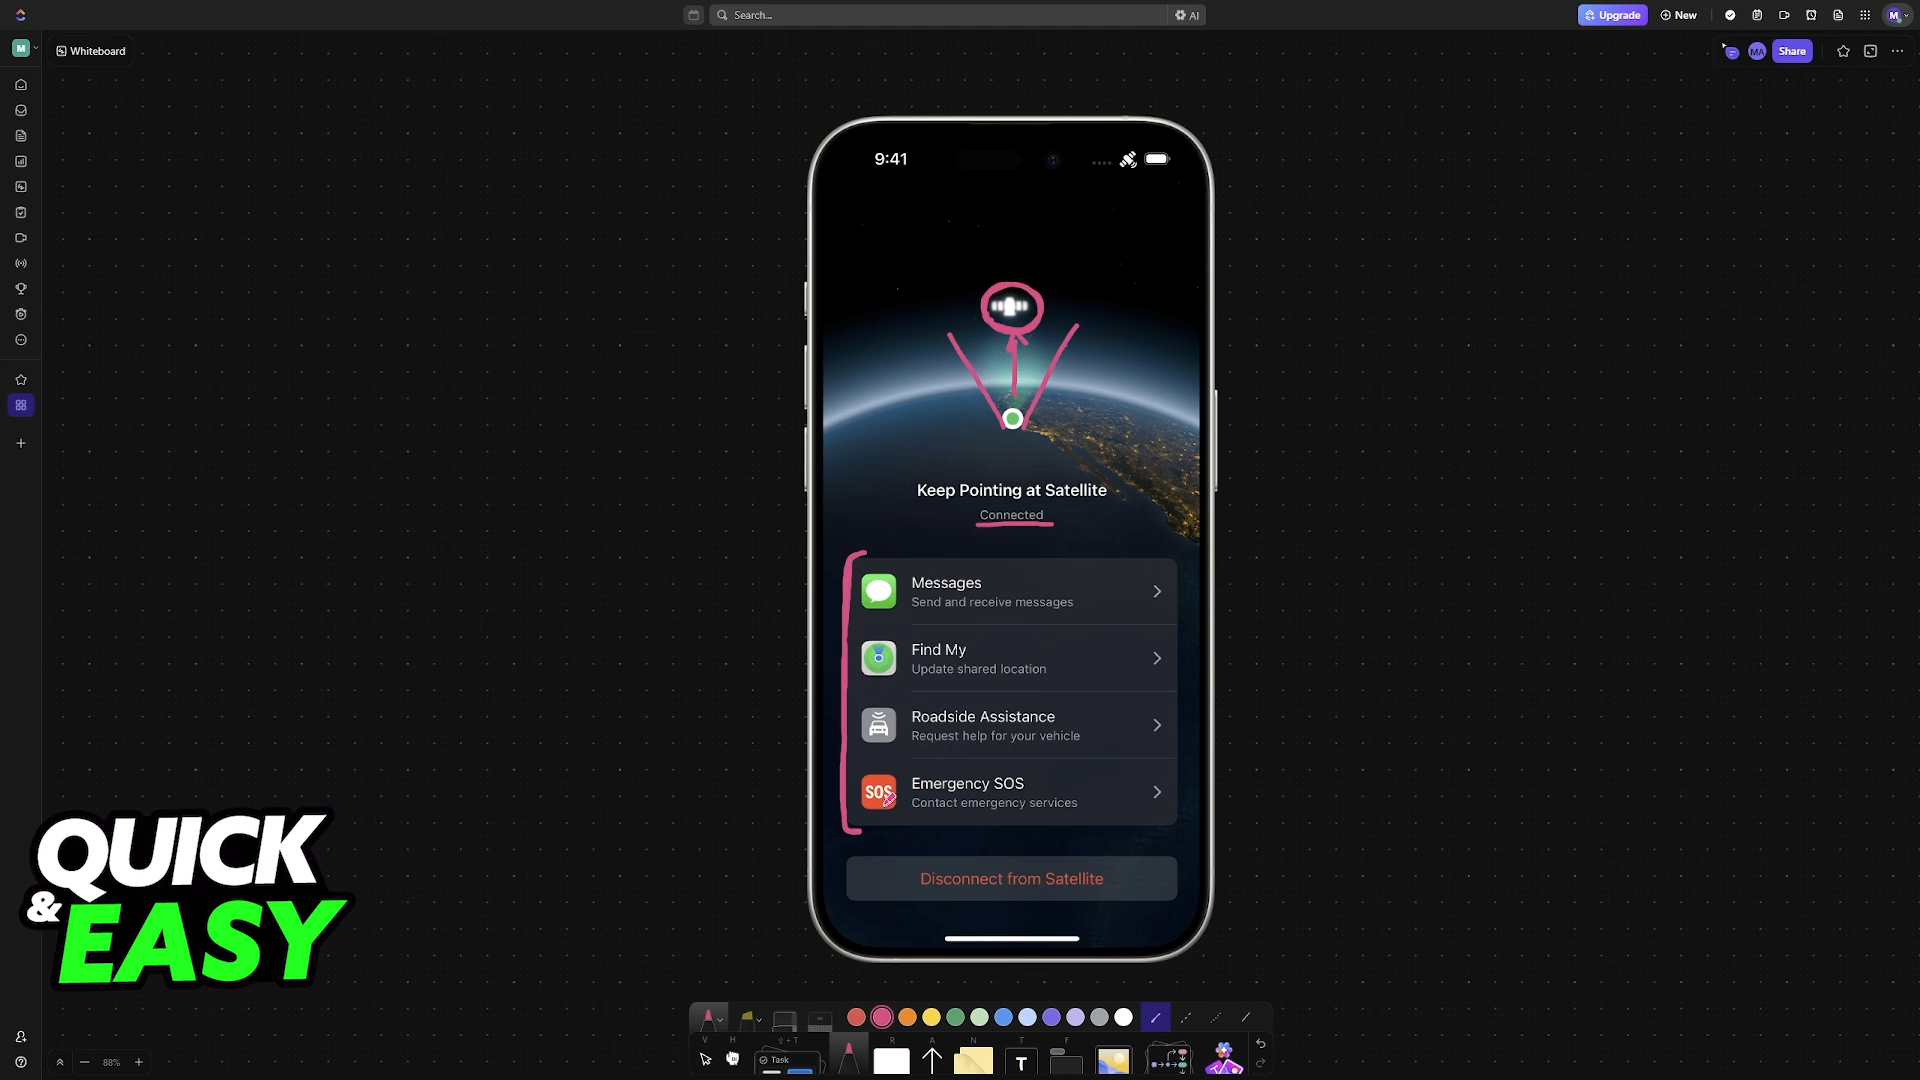 Search...
AI
Upgrade
New
M
M
Whiteboard
MA
Share
9:41
Keep Pointing at Satellite
Connected
Messages
Send and receive messages
Find My
Update shared location
Roadside Assistance
Request help for your vehicle
SOS
Emergency SOS
Contact emergency services
Disconnect from Satellite
QUICK
& EASY
V
H
⇧+T
R
A
N
T
F
Task
T
88%